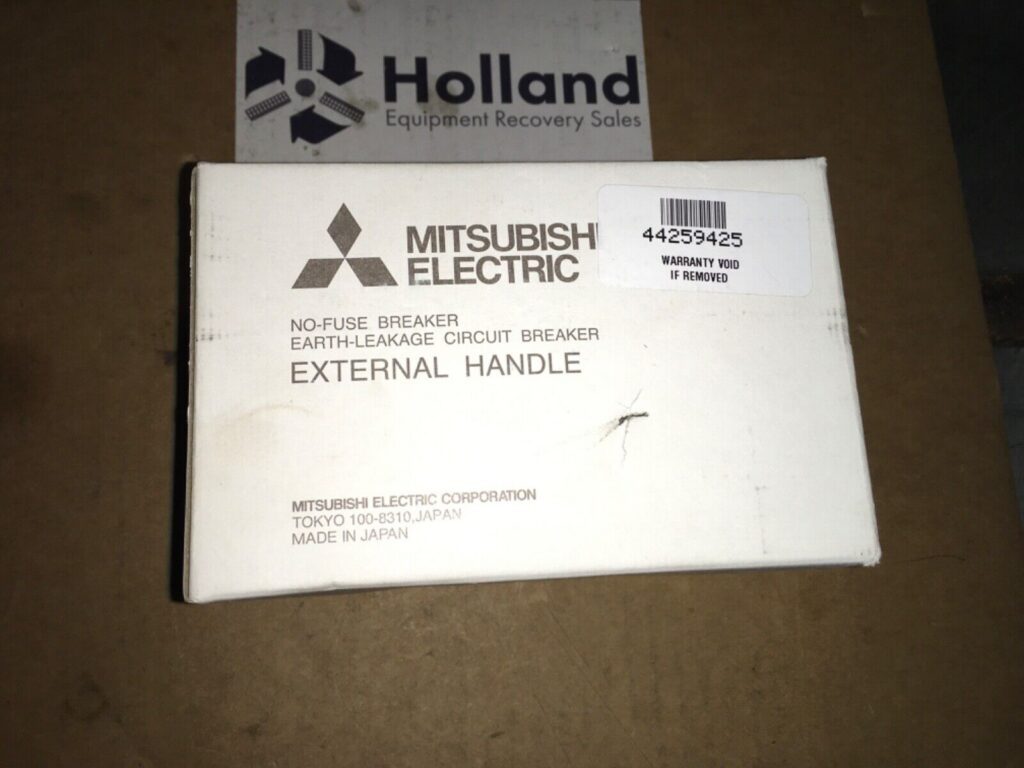 Holland
Equipment Recovery Sales
MITSUBISHI
ELECTRIC
44259425
WARRANTY VOID
IF REMOVED
NO-FUSE BREAKER
EARTH-LEAKAGE CIRCUIT BREAKER
EXTERNAL HANDLE
MITSUBISHI ELECTRIC CORPORATION
TOKYO 100-8310,JAPAN
MADE IN JAPAN